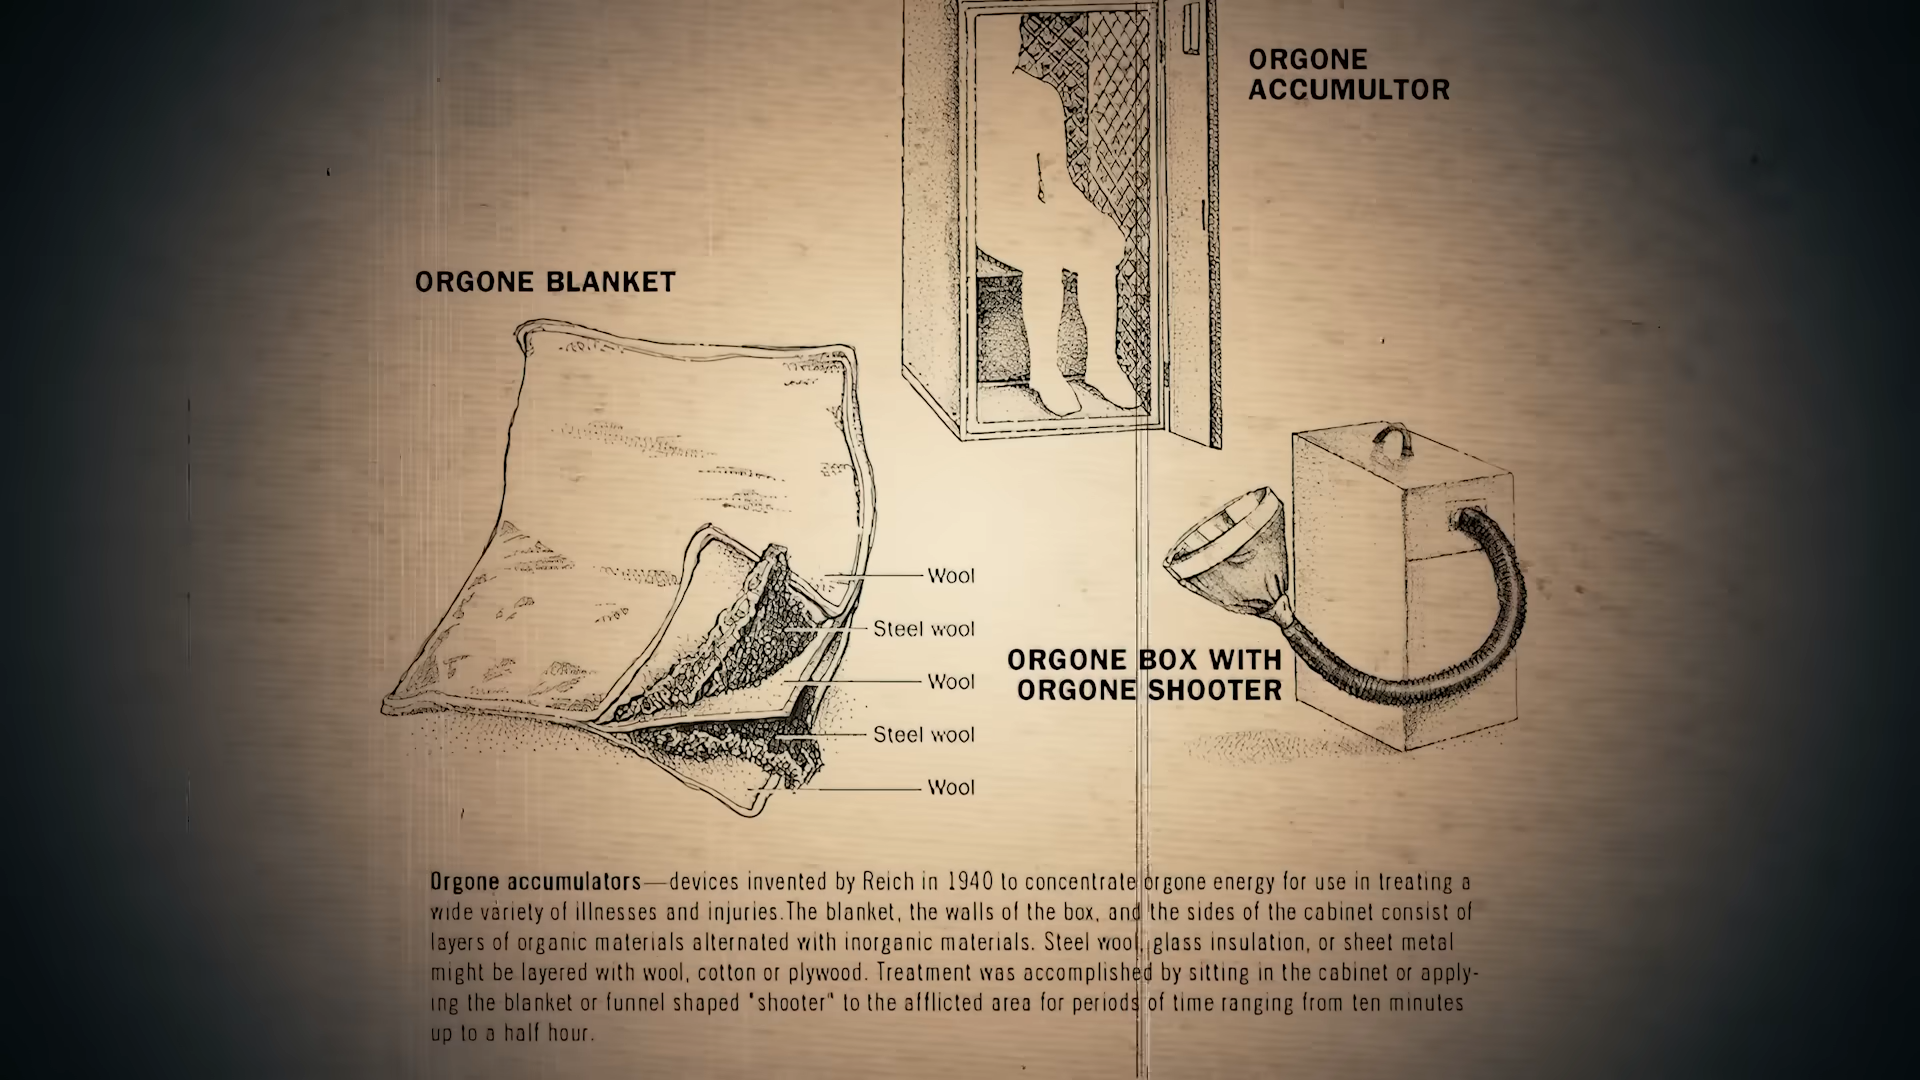 ORGONE
ACCUMULTOR
ORGONE BLANKET
Wool
Steel wool
Wool
Steel wool
Wool
ORGONE BOX WITH
ORGONE SHOOTER
Orgone accumulators—devices invented by Reich in 1940 to concentrate orgone energy for use in treating a
wide variety of illnesses and injuries.The blanket, the walls of the box, and the sides of the cabinet consist of
layers of organic materials alternated with inorganic materials. Steel wool, glass insulation, or sheet metal
might be layered with wool, cotton or plywood. Treatment was accomplished by sitting in the cabinet or apply-
ing the blanket or funnel shaped "shooter" to the afflicted area for periods of time ranging from ten minutes
up to a half hour.